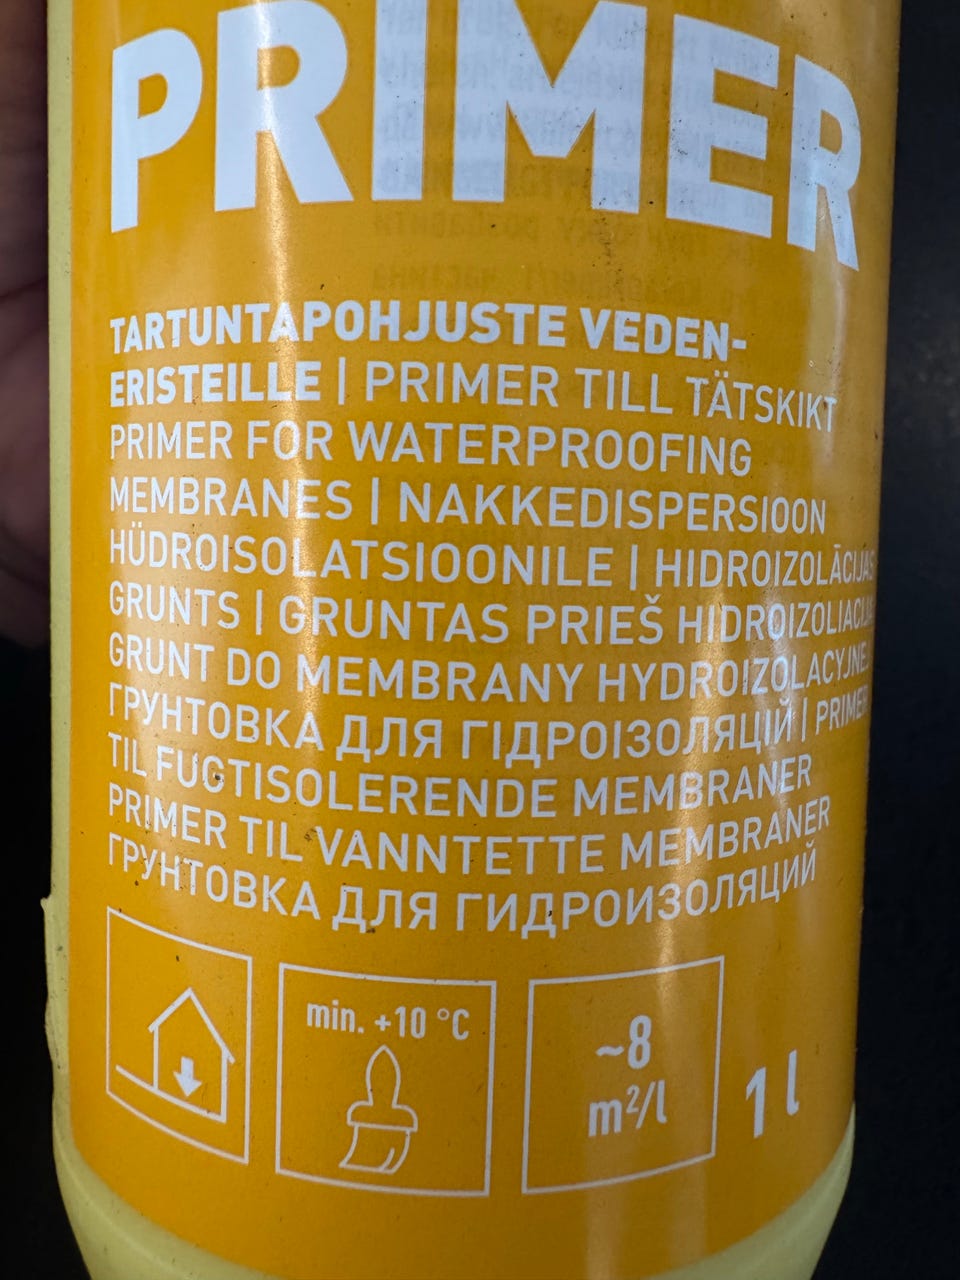 PRIMER
TARTUNTAPOHJUSTE VEDEN-
ERISTEILLE | PRIMER TILL TÄTSKIKT
PRIMER FOR WATERPROOFING
MEMBRANES | NAKKEDISPERSIOON
HÜDROISOLATSIOONILE | HIDROIZOLĀCIJAS
GRUNTS | GRUNTAS PRIEŠ HIDROIZOLIACIJĄ
GRUNT DO MEMBRANY HYDROIZOLACYJNEJ
ГРУНТОВКА ДЛЯ ГІДРОІЗОЛЯЦІЙ | PRIMER
TIL FUGTISOLERENDE MEMBRANER
PRIMER TIL VANNTETTE MEMBRANER
ГРУНТОВКА ДЛЯ ГИДРОИЗОЛЯЦИЙ
min. +10 °C
~8
m²/l
1 l